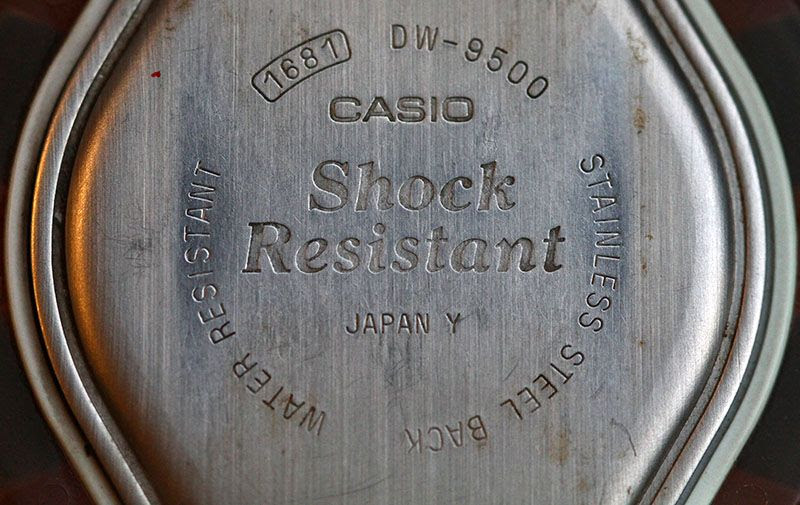 1681 DW-9500
CASIO
Shock
Resistant
JAPAN Y
WATER RESISTANT
STAINLESS STEEL BACK